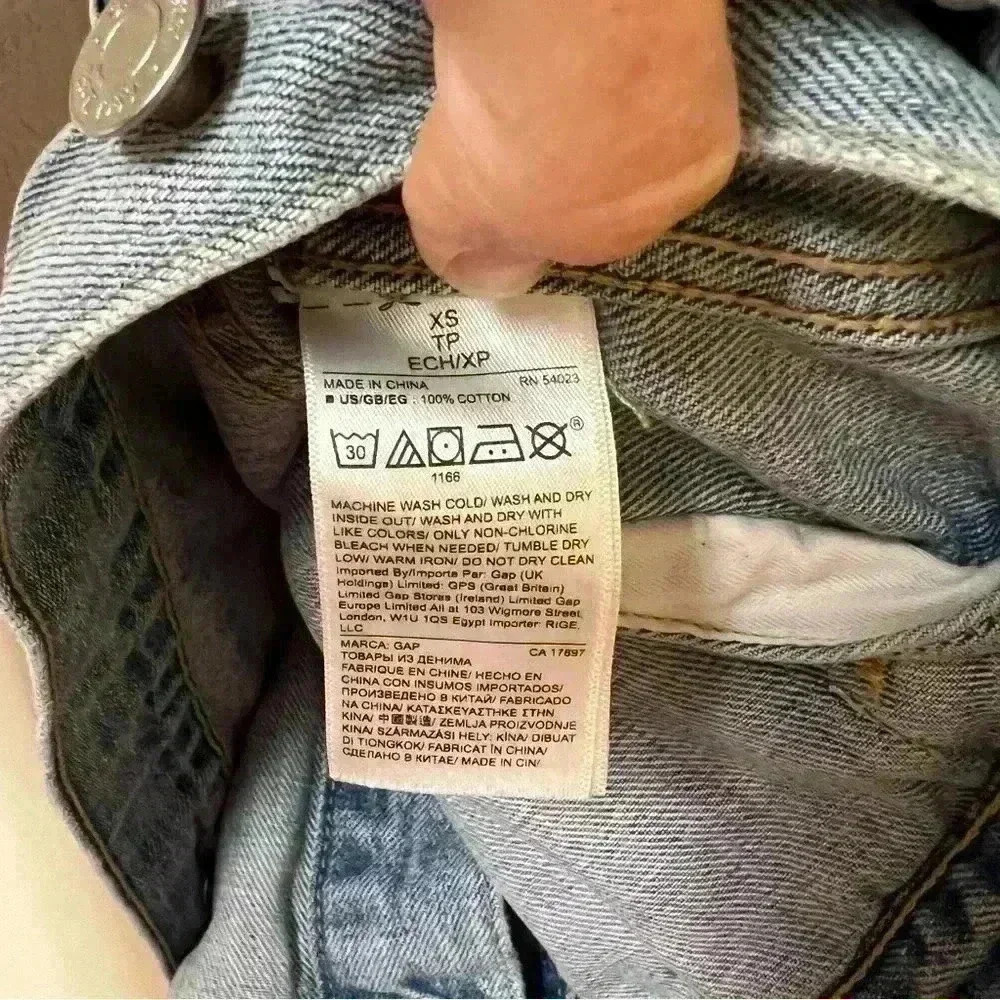 XS
TP
ECH/XP
MADE IN CHINA RN 54023
US/GB/EG : 100% COTTON
®
30
1166
MACHINE WASH COLD/ WASH AND DRY
INSIDE OUT/ WASH AND DRY WITH
LIKE COLORS/ ONLY NON-CHLORINE
BLEACH WHEN NEEDED/ TUMBLE DRY
LOW/ WARM IRON/ DO NOT DRY CLEAN
Imported By/Importe Par: Gap (UK
Holdings) Limited: GPS (Great Britain)
Limited Gap Stores (Ireland) Limited Gap
Europe Limited All at 103 Wigmore Street
London, W1U 1QS Egypt Importer: RIGE
LLC
MARCA: GAP CA 17897
ТОВАРЫ ИЗ ДЕНИМА
FABRIQUE EN CHINE/ HECHO EN
CHINA CON INSUMOS IMPORTADOS/
ПРОИЗВЕДЕНО В КИТАЙ/ FABRICADO
NA CHINA/ ΚΑΤΑΣΚΕΥΑΣΤΗΚΕ ΣΤΗΝ
ΚΙΝΑ/ 中國製造/ ZEMLJA PROIZVODNJE
KINA/ SZÁRMAZÁSI HELY: KÍNA/ DIBUAT
DI TIONGKOK/ FABRICAT ÎN CHINA/
СДЕЛАНО В КИТАЕ/ MADE IN CIN/